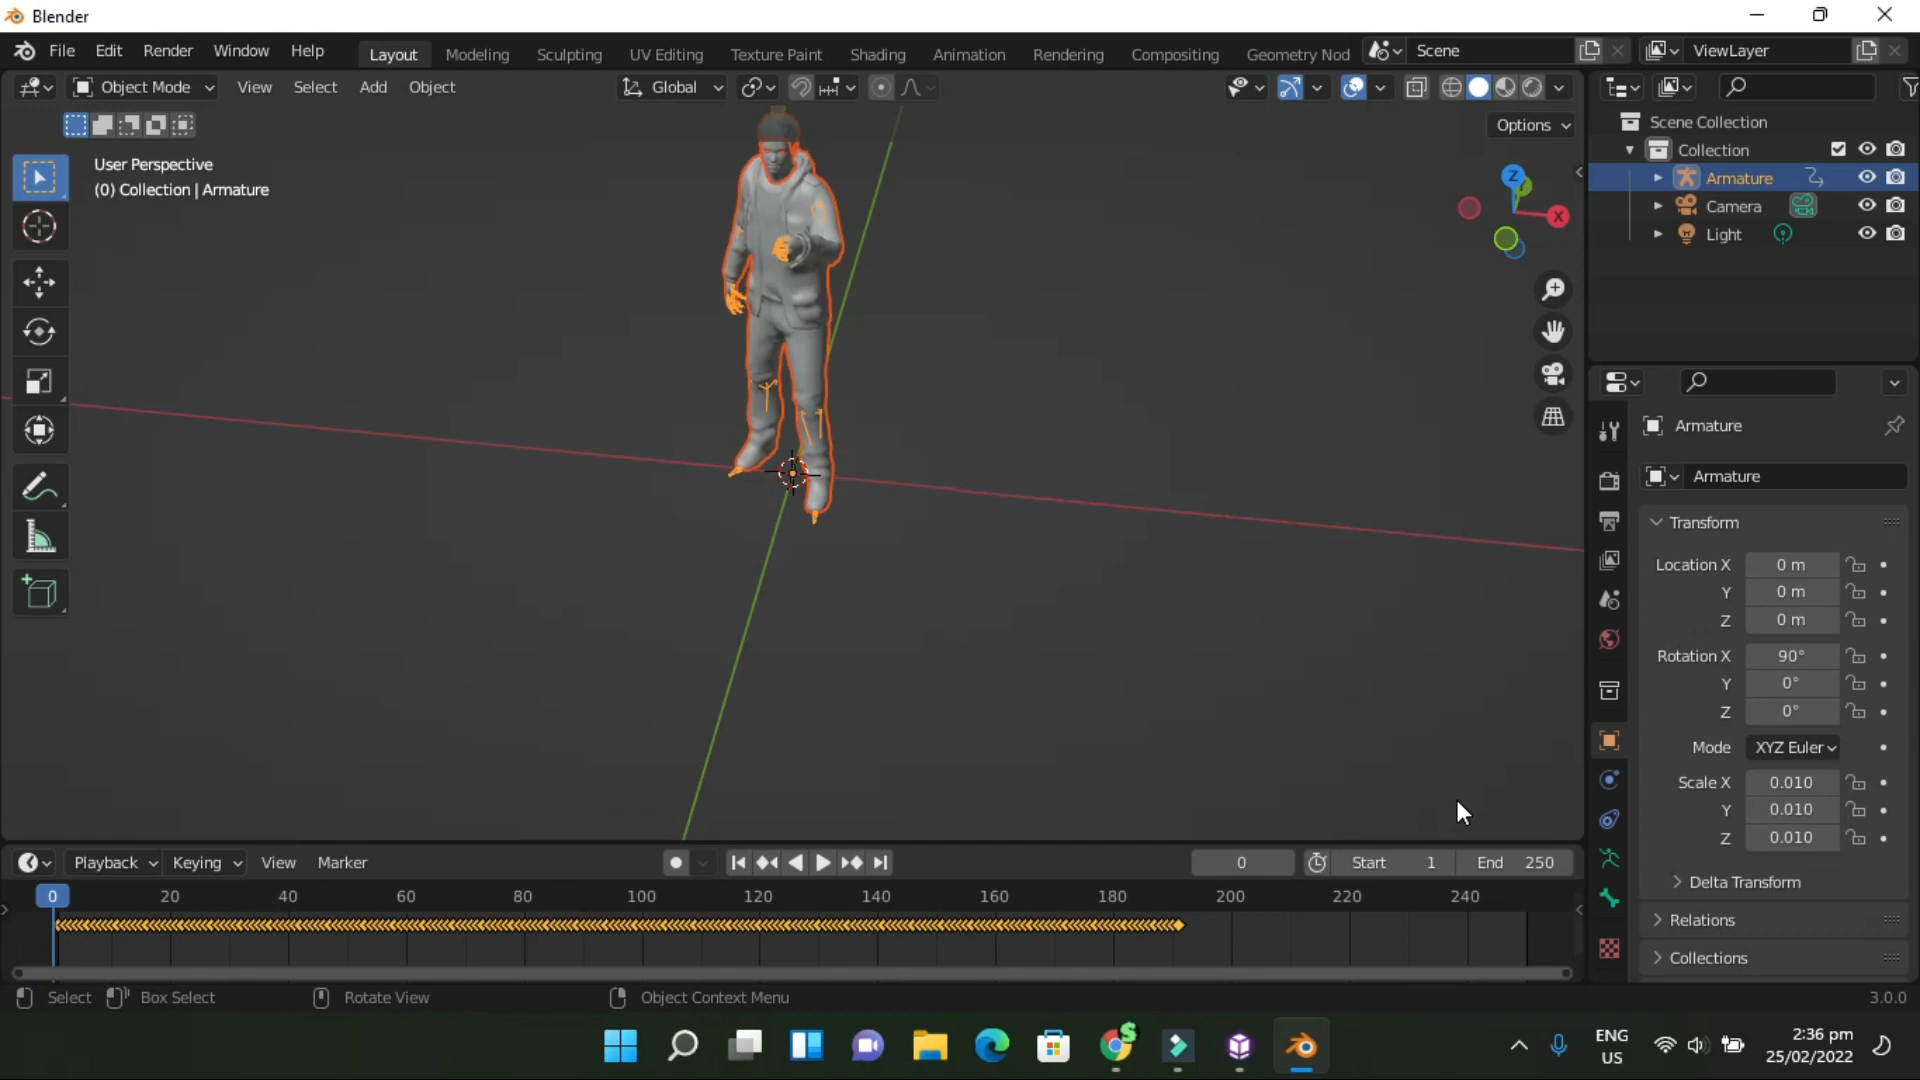 Blender
File Edit Render Window Help Layout Modeling Sculpting UV Editing Texture Paint Shading Animation Rendering Compositing Geometry Nod Scene ViewLayer
Object Mode View Select Add Object Global
Options
User Perspective
(0) Collection | Armature
Z
X
Scene Collection
Collection
Armature
Camera
Light
Armature
Armature
Transform
Location X 0 m
Y 0 m
Z 0 m
Rotation X 90°
Y 0°
Z 0°
Mode XYZ Euler
Scale X 0.010
Y 0.010
Z 0.010
Delta Transform
Relations
Collections
Playback Keying View Marker 0 Start 1 End 250
0 20 40 60 80 100 120 140 160 180 200 220 240
Select Box Select Rotate View Object Context Menu 3.0.0
ENG
US
2:36 pm
25/02/2022